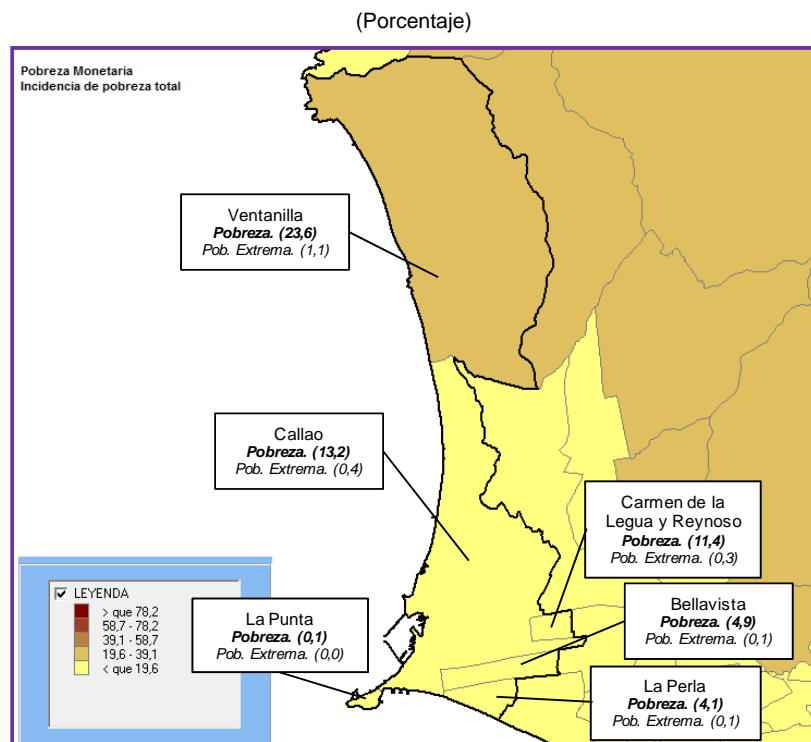 (Porcentaje)
Pobreza Monetaria
Incidencia de pobreza total
Ventanilla
Pobreza. (23,6)
Pob. Extrema. (1,1)
Callao
Pobreza. (13,2)
Pob. Extrema. (0,4)
Carmen de la
Legua y Reynoso
Pobreza. (11,4)
Pob. Extrema. (0,3)
Bellavista
Pobreza. (4,9)
Pob. Extrema. (0,1)
La Punta
Pobreza. (0,1)
Pob. Extrema. (0,0)
La Perla
Pobreza. (4,1)
Pob. Extrema. (0,1)
LEYENDA
> que 78,2
58,7 - 78,2
39,1 - 58,7
19,6 - 39,1
< que 19,6